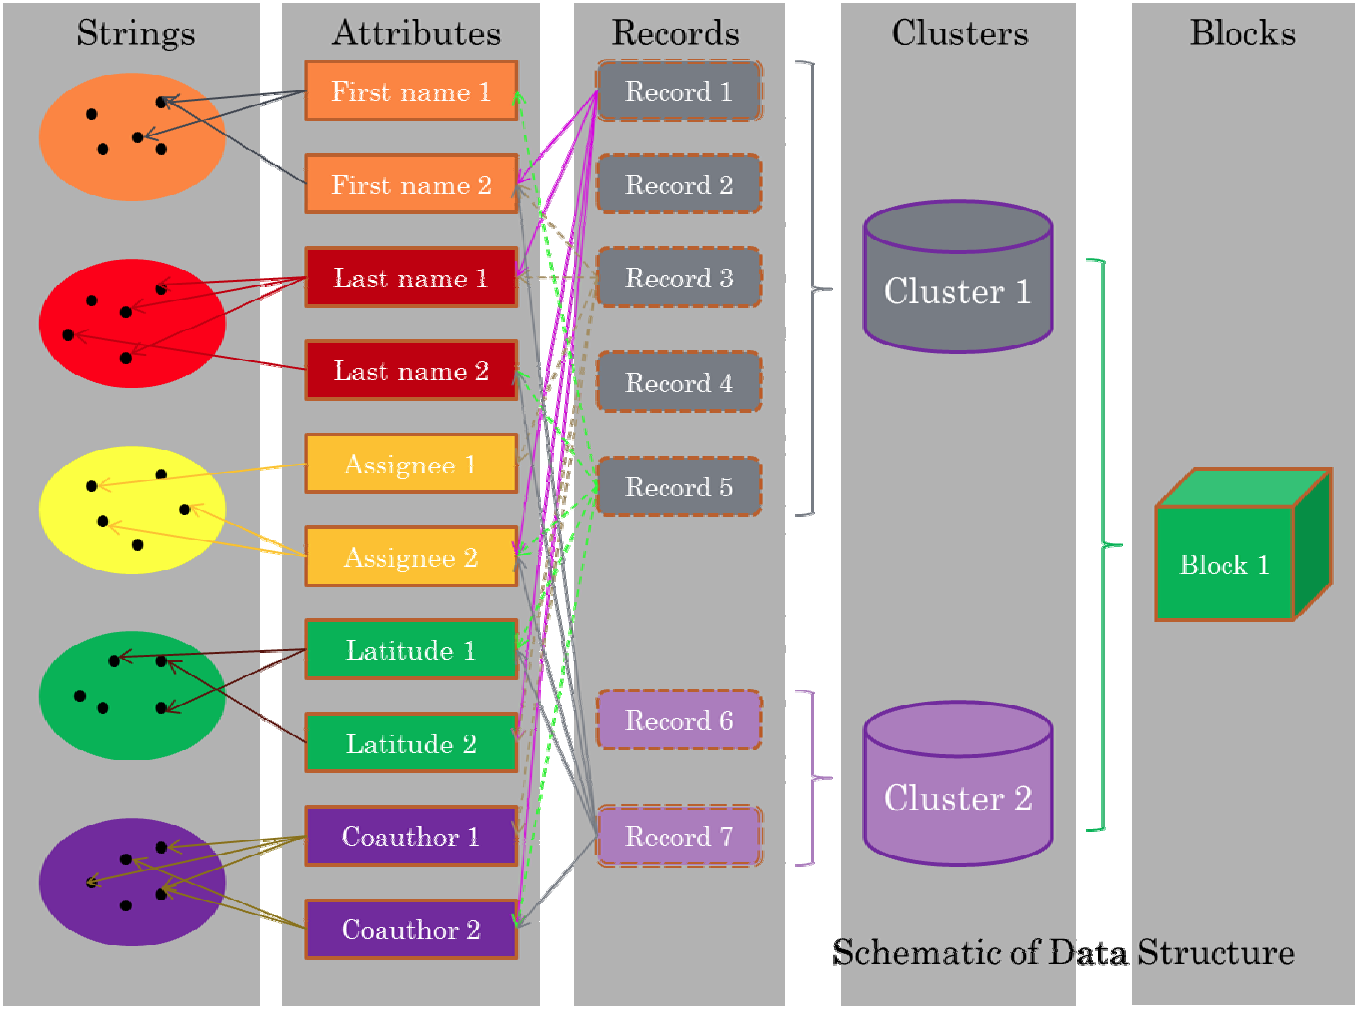 Strings
Attributes
Records
Clusters
Blocks
First name 1
First name 2
Last name 1
Last name 2
Assignee 1
Assignee 2
Latitude 1
Latitude 2
Coauthor 1
Coauthor 2
Record 1
Record 2
Record 3
Record 4
Record 5
Record 6
Record 7
Cluster 1
Cluster 2
Block 1
Schematic of Data Structure